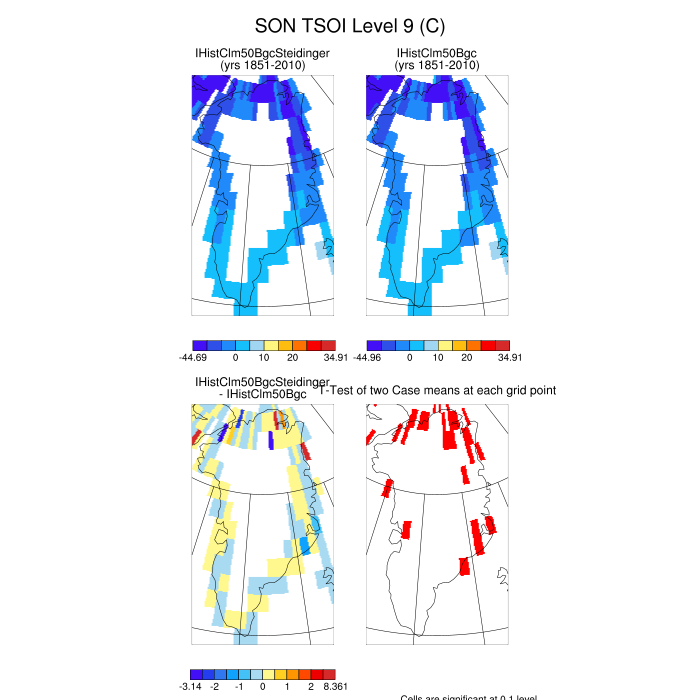 SON TSOI Level 9 (C)
IHistClm50BgcSteidinger
(yrs 1851-2010)
IHistClm50Bgc
(yrs 1851-2010)
-44.69 0 10 20 34.91
-44.96 0 10 20 34.91
IHistClm50BgcSteidinger
- IHistClm50Bgc
T-Test of two Case means at each grid point
-3.14 -2 -1 0 1 2 8.361
Cells are significant at 0.1 level